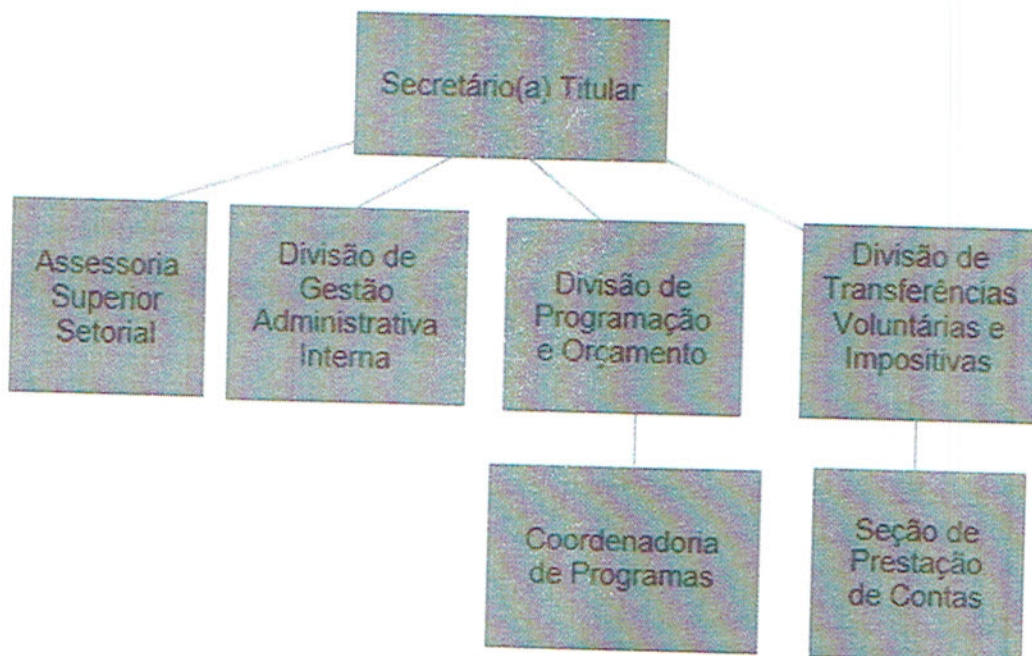 Secretário(a) Titular
Assessoria
Superior
Setorial
Divisão de
Gestão
Administrativa
Interna
Divisão de
Programação
e Orçamento
Divisão de
Transferências
Voluntárias e
Impositivas
Coordenadoria
de Programas
Seção de
Prestação
de Contas